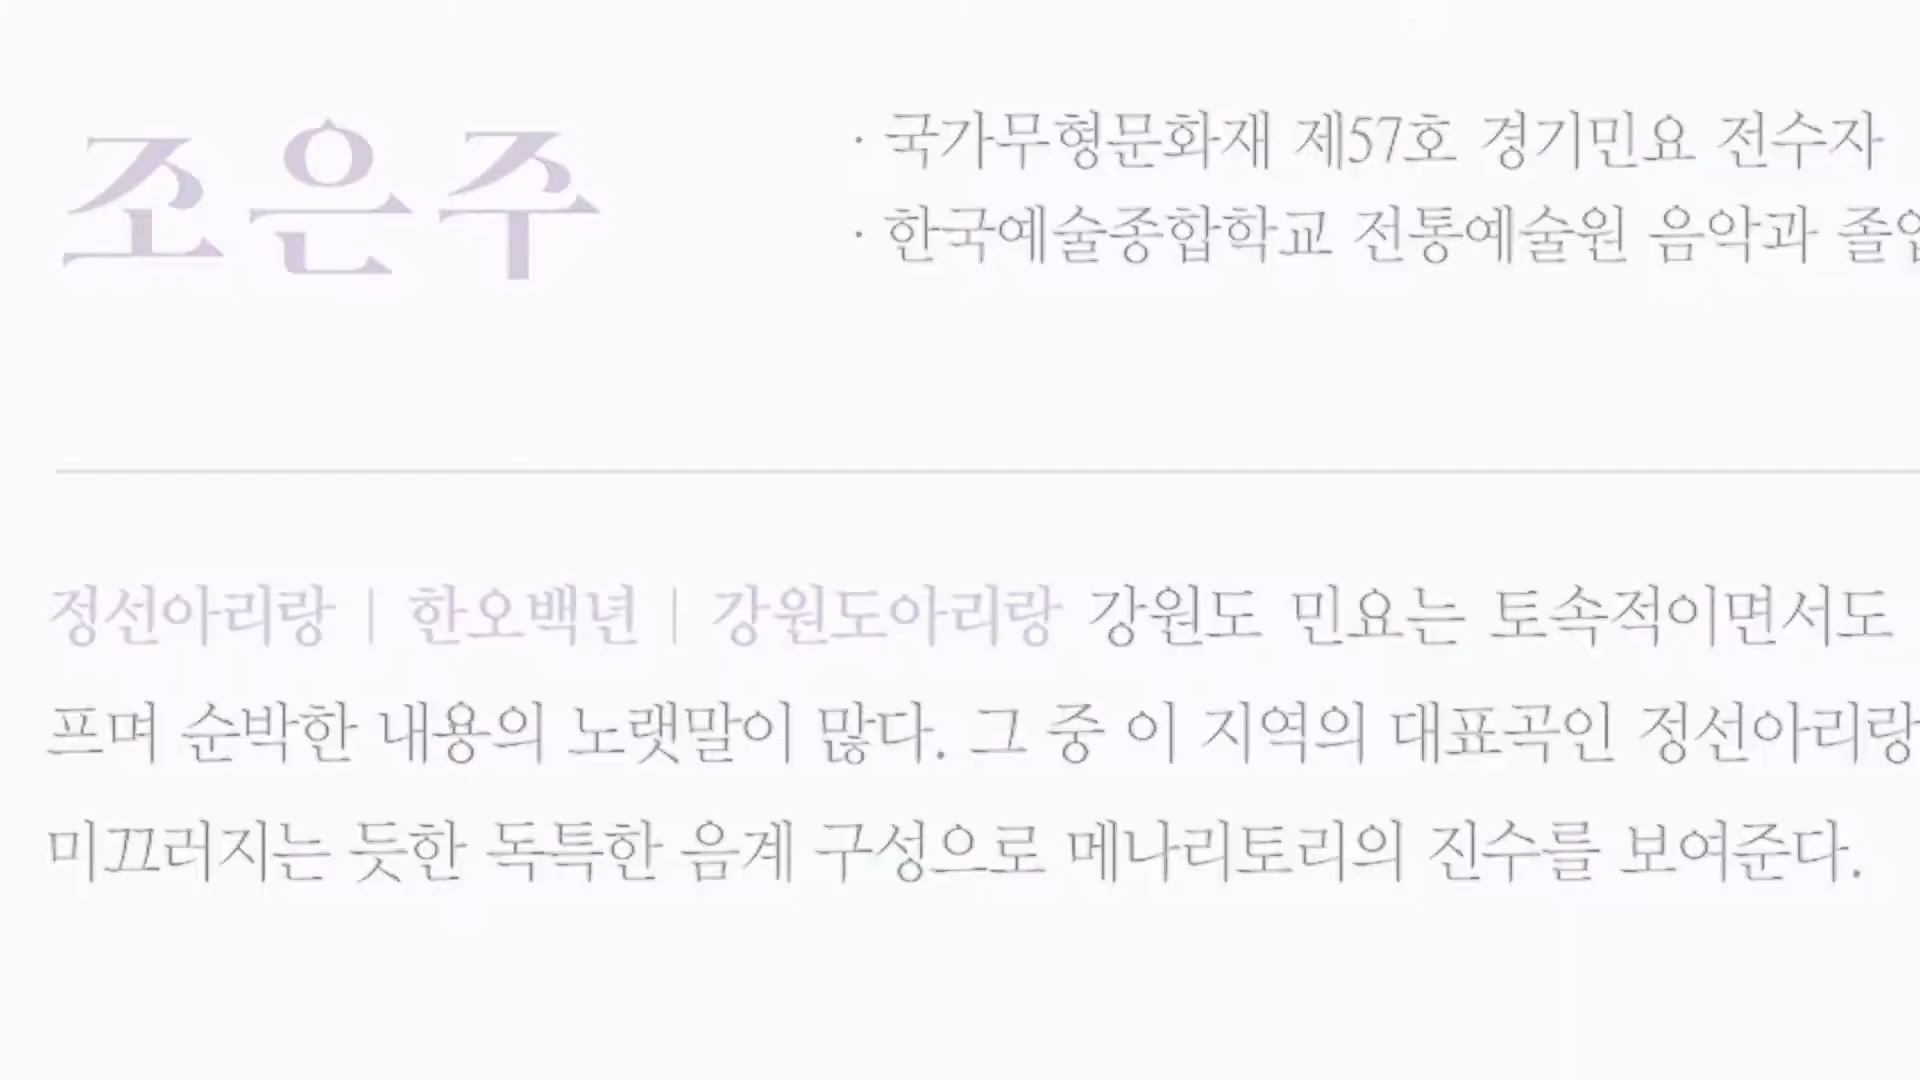 조은주
· 국가무형문화재 제57호 경기민요 전수자
· 한국예술종합학교 전통예술원 음악과
정선아리랑 | 한오백년 | 강원도아리랑 강원도 민요는 토속적이면서도
프며 순박한 내용의 노랫말이 많다. 그 중 이 지역의 대표곡인 정선아리랑
미끄러지는 듯한 독특한 음계 구성으로 메나리토리의 진수를 보여준다.